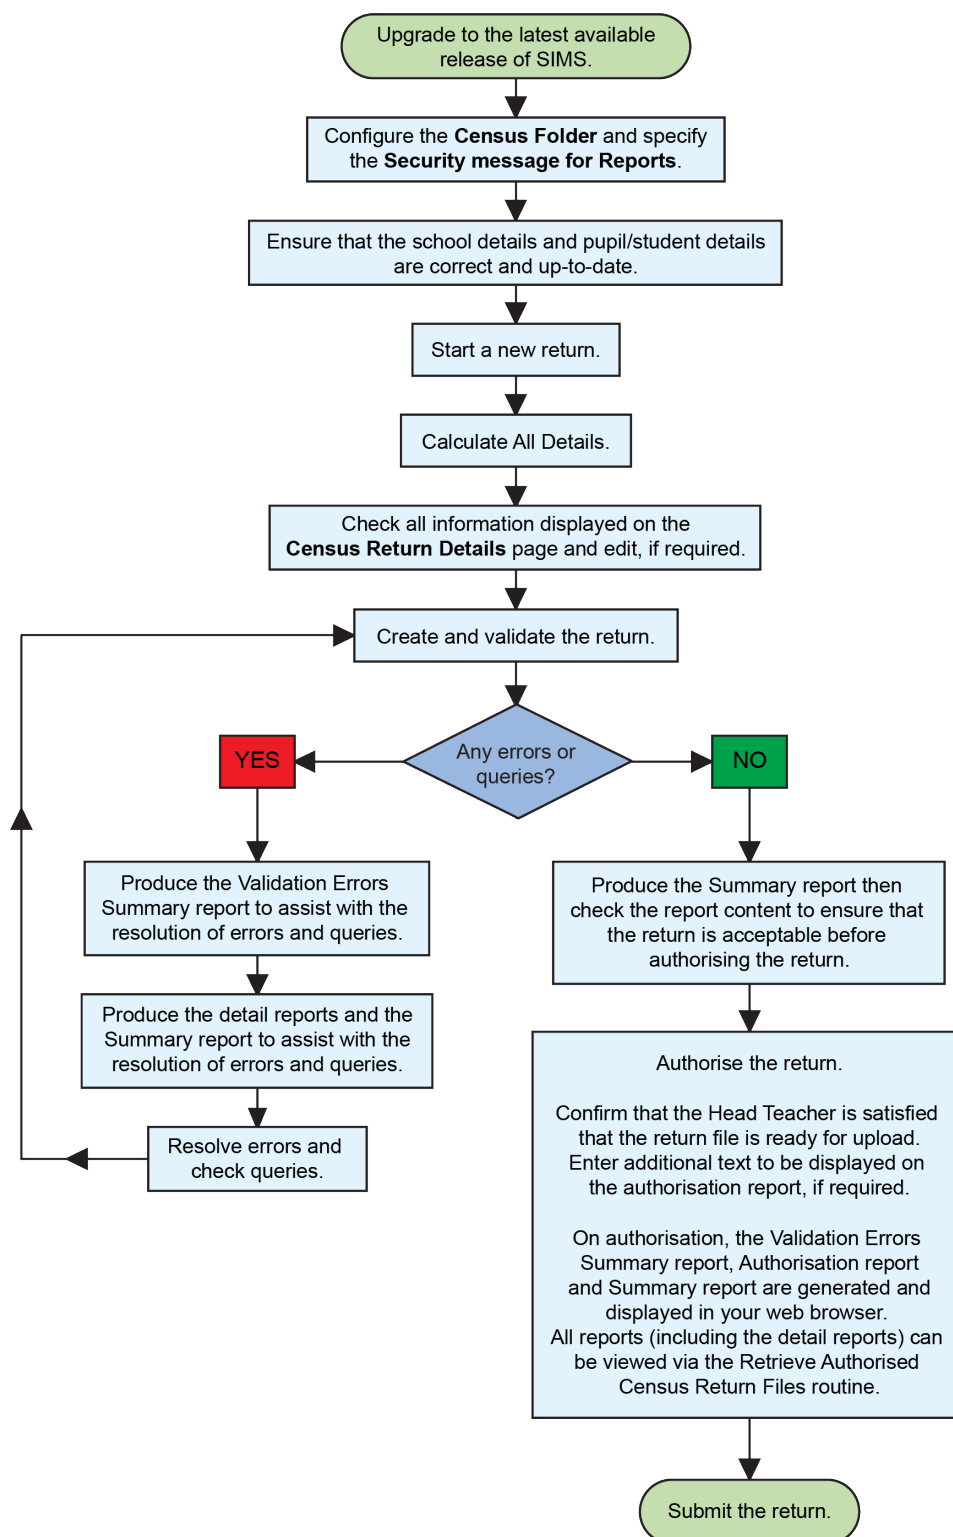 Upgrade to the latest available
release of SIMS.
Configure the Census Folder and specify
the Security message for Reports.
Ensure that the school details and pupil/student details
are correct and up-to-date.
Start a new return.
Calculate All Details.
Check all information displayed on the
Census Return Details page and edit, if required.
Create and validate the return.
Any errors or
queries?
YES
NO
Produce the Validation Errors
Summary report to assist with the
resolution of errors and queries.
Produce the detail reports and the
Summary report to assist with the
resolution of errors and queries.
Resolve errors and
check queries.
Produce the Summary report then
check the report content to ensure that
the return is acceptable before
authorising the return.
Authorise the return.
Confirm that the Head Teacher is satisfied
that the return file is ready for upload.
Enter additional text to be displayed on
the authorisation report, if required.
On authorisation, the Validation Errors
Summary report, Authorisation report
and Summary report are generated and
displayed in your web browser.
All reports (including the detail reports) can
be viewed via the Retrieve Authorised
Census Return Files routine.
Submit the return.